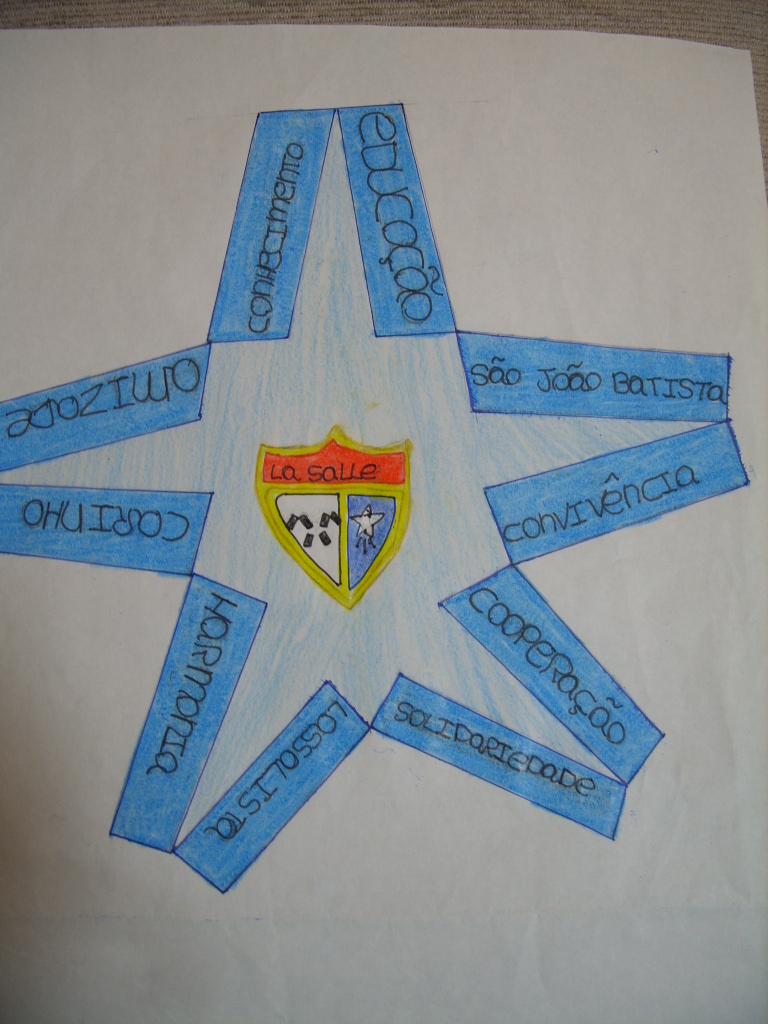 CONHECImenTo
eDUCaÇão
São João BaTISTa
ConvIvêncIa
CooPeRaÇão
SOLIDaRIeDaDe
LaSSaLISTa
HaRmonIa
CaRInHo
amIZaDe
La SaLLe